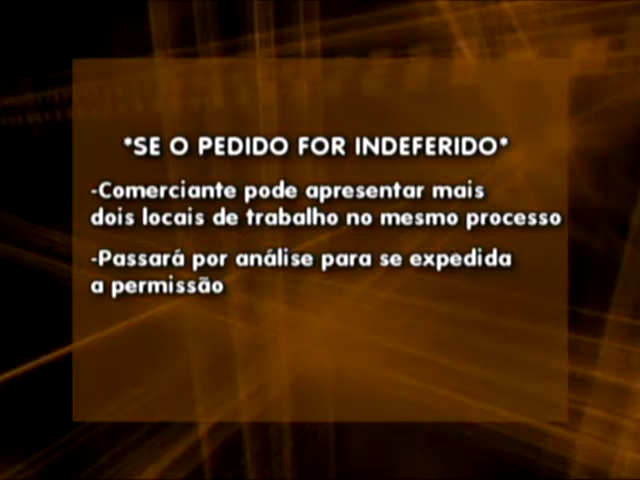 *SE O PEDIDO FOR INDEFERIDO*
-Comerciante pode apresentar mais
dois locais de trabalho no mesmo processo
-Passará por análise para se expedida
a permissão